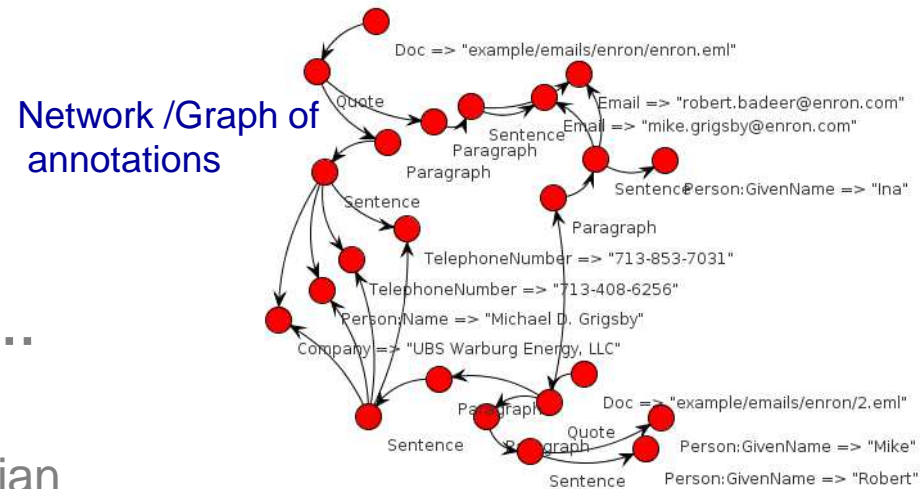 Doc => "example/emails/enron/enron.eml"
Network /Graph of
annotations
Quote
Email => "robert.badeer@enron.com"
Sentence
Email => "mike.grigsby@enron.com"
Paragraph
Paragraph
Sentence
Person:GivenName => "Ina"
Sentence
Paragraph
TelephoneNumber => "713-853-7031"
TelephoneNumber => "713-408-6256"
Person:Name => "Michael D. Grigsby"
..
Company => "UBS Warburg Energy, LLC"
Paragraph
Doc => "example/emails/enron/2.eml"
Quote
Sentence
Paragraph
Person:GivenName => "Mike"
ian
Sentence
Person:GivenName => "Robert"